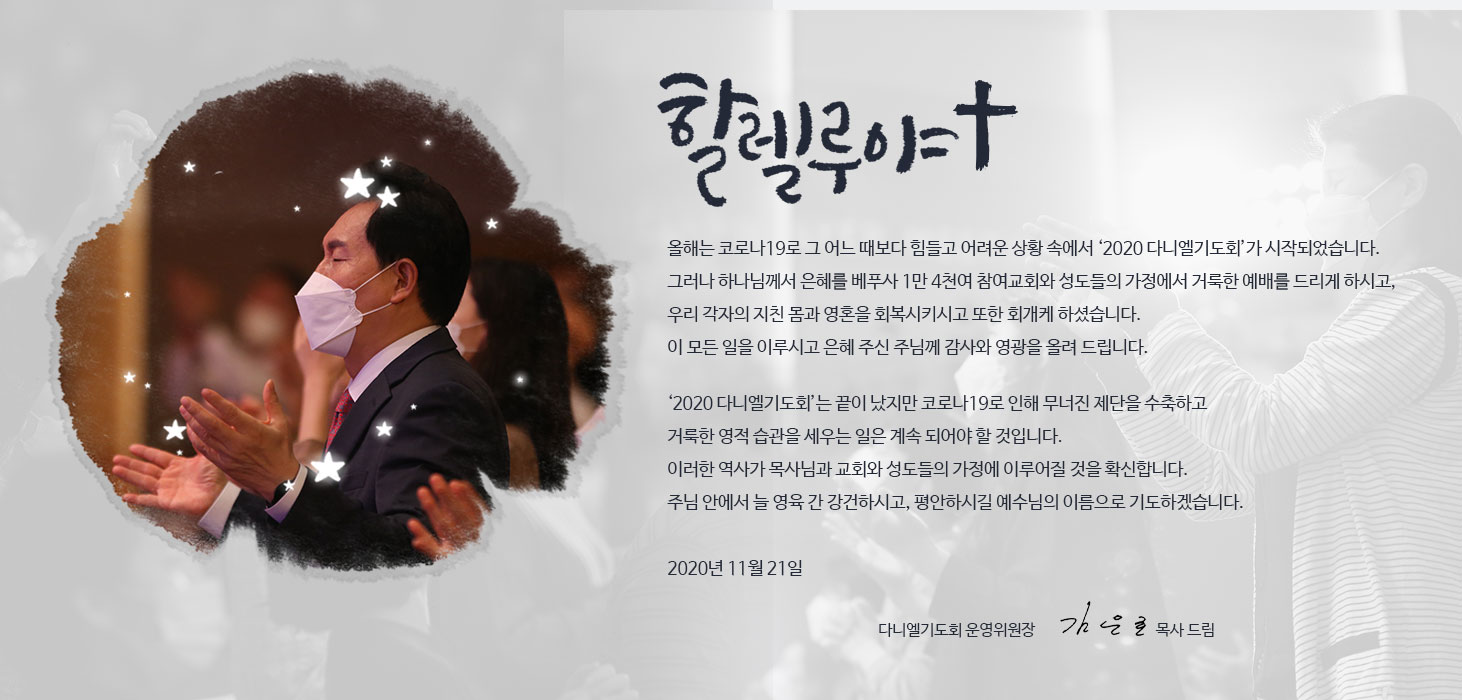 할렐루야
올해는 코로나19로 그 어느 때보다 힘들고 어려운 상황 속에서 ‘2020 다니엘기도회’가 시작되었습니다.
그러나 하나님께서 은혜를 베푸사 1만 4천여 참여교회와 성도들의 가정에서 거룩한 예배를 드리게 하시고,
우리 각자의 지친 몸과 영혼을 회복시키시고 또한 회개케 하셨습니다.
이 모든 일을 이루시고 은혜 주신 주님께 감사와 영광을 올려 드립니다.
‘2020 다니엘기도회’는 끝이 났지만 코로나19로 인해 무너진 제단을 수축하고
거룩한 영적 습관을 세우는 일은 계속 되어야 할 것입니다.
이러한 역사가 목사님과 교회와 성도들의 가정에 이루어질 것을 확신합니다.
주님 안에서 늘 영육 간 강건하시고, 평안하시길 예수님의 이름으로 기도하겠습니다.
2020년 11월 21일
다니엘기도회 운영위원장 김은호 목사 드림